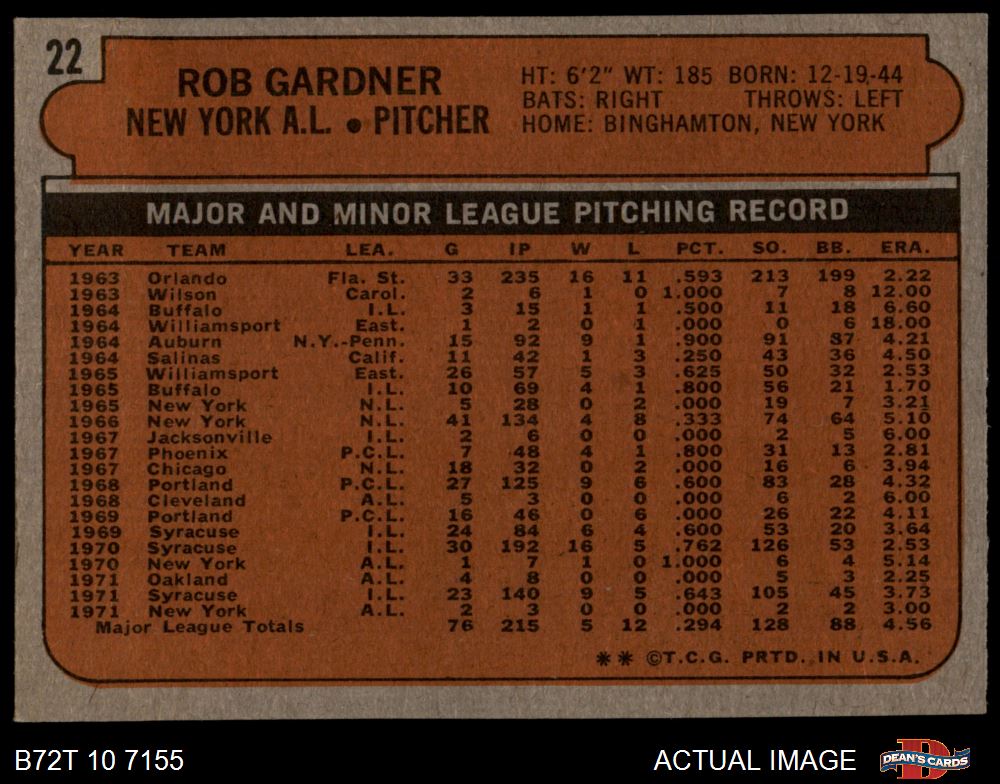 22
ROB GARDNER
NEW YORK A.L. • PITCHER
HT: 6'2" WT: 185 BORN: 12-19-44
BATS: RIGHT THROWS: LEFT
HOME: BINGHAMTON, NEW YORK
MAJOR AND MINOR LEAGUE PITCHING RECORD
YEAR TEAM LEA. G IP W L PCT. SO. BB. ERA.
1963 Orlando Fla. St. 33 235 16 11 .593 213 199 2.22
1963 Wilson Carol. 2 6 1 0 1.000 7 8 12.00
1964 Buffalo I.L. 3 15 1 1 .500 11 18 6.60
1964 Williamsport East. 1 2 0 1 .000 0 6 18.00
1964 Auburn N.Y.-Penn. 15 92 9 1 .900 91 87 4.21
1964 Salinas Calif. 11 42 1 3 .250 43 36 4.50
1965 Williamsport East. 26 57 5 3 .625 50 32 2.53
1965 Buffalo I.L. 10 69 4 1 .800 56 21 1.70
1965 New York N.L. 5 28 0 2 .000 19 7 3.21
1966 New York N.L. 41 134 4 8 .333 74 64 5.10
1967 Jacksonville I.L. 2 6 0 0 .000 2 5 6.00
1967 Phoenix P.C.L. 7 48 4 1 .800 31 13 2.81
1967 Chicago N.L. 18 32 0 2 .000 16 6 3.94
1968 Portland P.C.L. 27 125 9 6 .600 83 28 4.32
1968 Cleveland A.L. 5 3 0 0 .000 6 2 6.00
1969 Portland P.C.L. 16 46 0 6 .000 26 22 4.11
1969 Syracuse I.L. 24 84 6 4 .600 53 20 3.64
1970 Syracuse I.L. 30 192 16 5 .762 126 53 2.53
1970 New York A.L. 1 7 1 0 1.000 6 4 5.14
1971 Oakland A.L. 4 8 0 0 .000 5 3 2.25
1971 Syracuse I.L. 23 140 9 5 .643 105 45 3.73
1971 New York A.L. 2 3 0 0 .000 2 2 3.00
Major League Totals 76 215 5 12 .294 128 88 4.56
** ©T.C.G. PRTD. IN U.S.A.
B72T 10 7155
ACTUAL IMAGE
DEAN'S CARDS